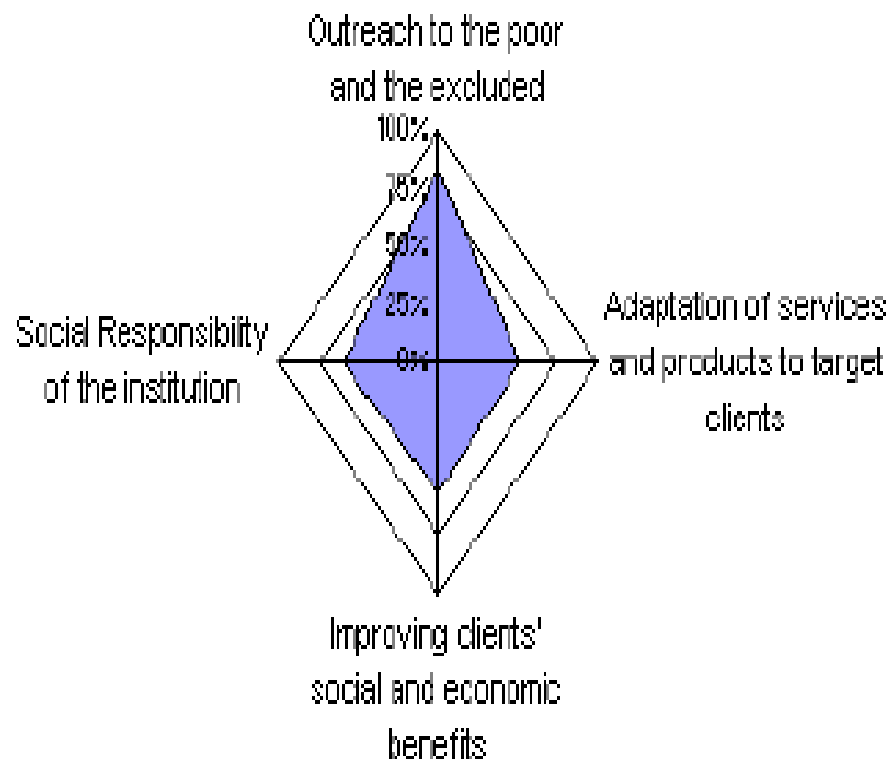 Outreach to the poor
and the excluded
100%
75%
50%
25%
0%
Social Responsibility
of the institution
Adaptation of services
and products to target
clients
Improving clients'
social and economic
benefits